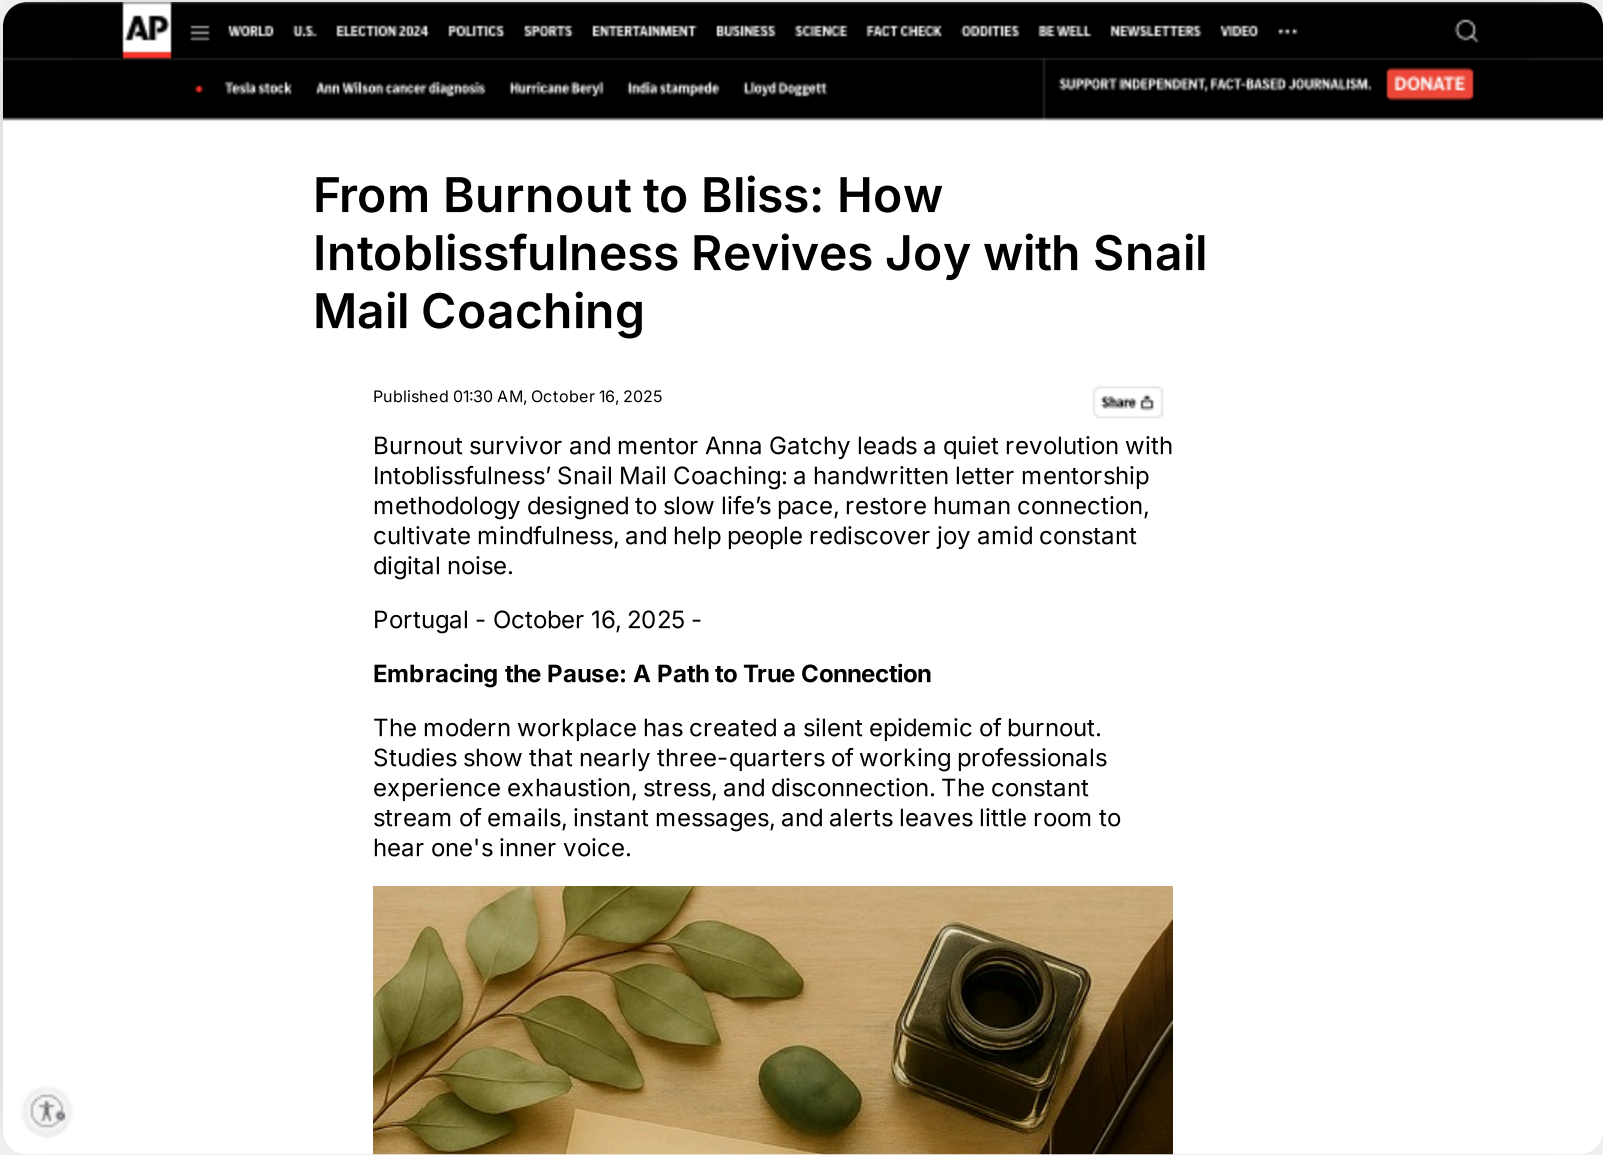 AP
WORLD U.S. ELECTION 2024 POLITICS SPORTS ENTERTAINMENT BUSINESS SCIENCE FACT CHECK ODDITIES BE WELL NEWSLETTERS VIDEO
Tesla stock Ann Wilson cancer diagnosis Hurricane Beryl India stampede Lloyd Doggett SUPPORT INDEPENDENT, FACT-BASED JOURNALISM. DONATE
From Burnout to Bliss: How
Intoblissfulness Revives Joy with Snail
Mail Coaching
Published 01:30 AM, October 16, 2025
Share
Burnout survivor and mentor Anna Gatchy leads a quiet revolution with
Intoblissfulness’ Snail Mail Coaching: a handwritten letter mentorship
methodology designed to slow life’s pace, restore human connection,
cultivate mindfulness, and help people rediscover joy amid constant
digital noise.
Portugal - October 16, 2025 -
Embracing the Pause: A Path to True Connection
The modern workplace has created a silent epidemic of burnout.
Studies show that nearly three-quarters of working professionals
experience exhaustion, stress, and disconnection. The constant
stream of emails, instant messages, and alerts leaves little room to
hear one's inner voice.